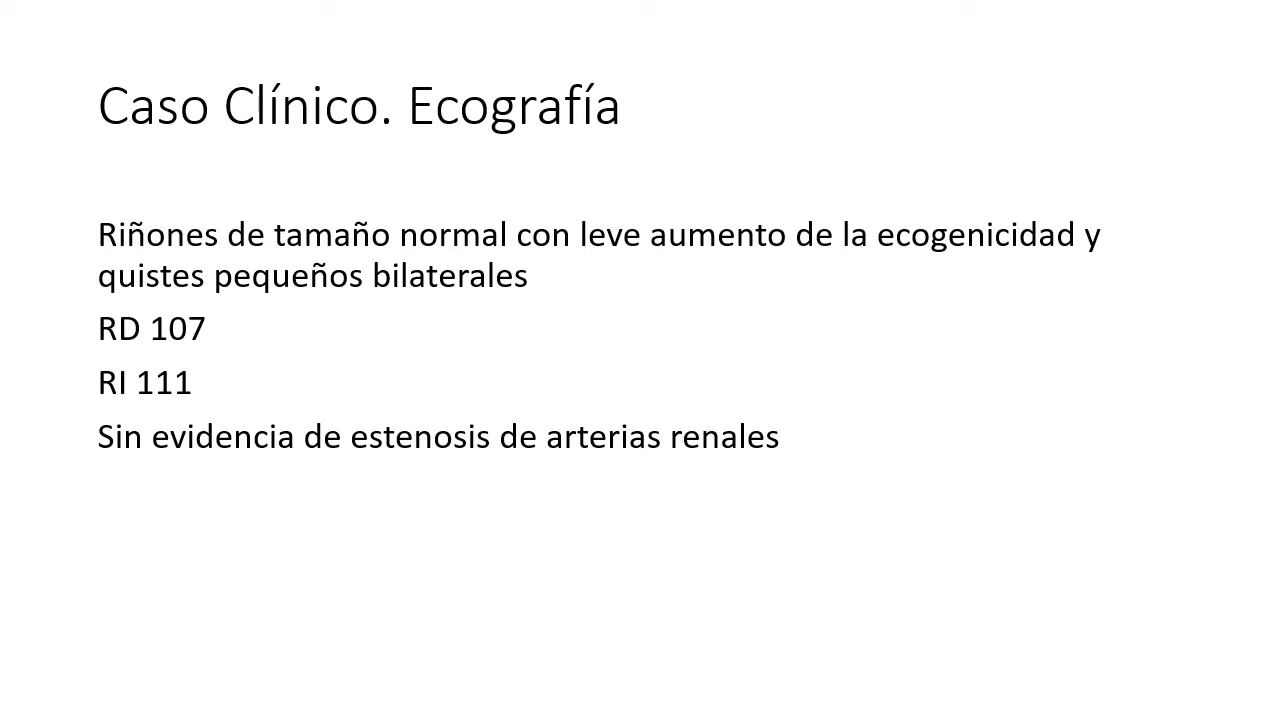 Caso Clínico. Ecografía
Riñones de tamaño normal con leve aumento de la ecogenicidad y
quistes pequeños bilaterales
RD 107
RI 111
Sin evidencia de estenosis de arterias renales